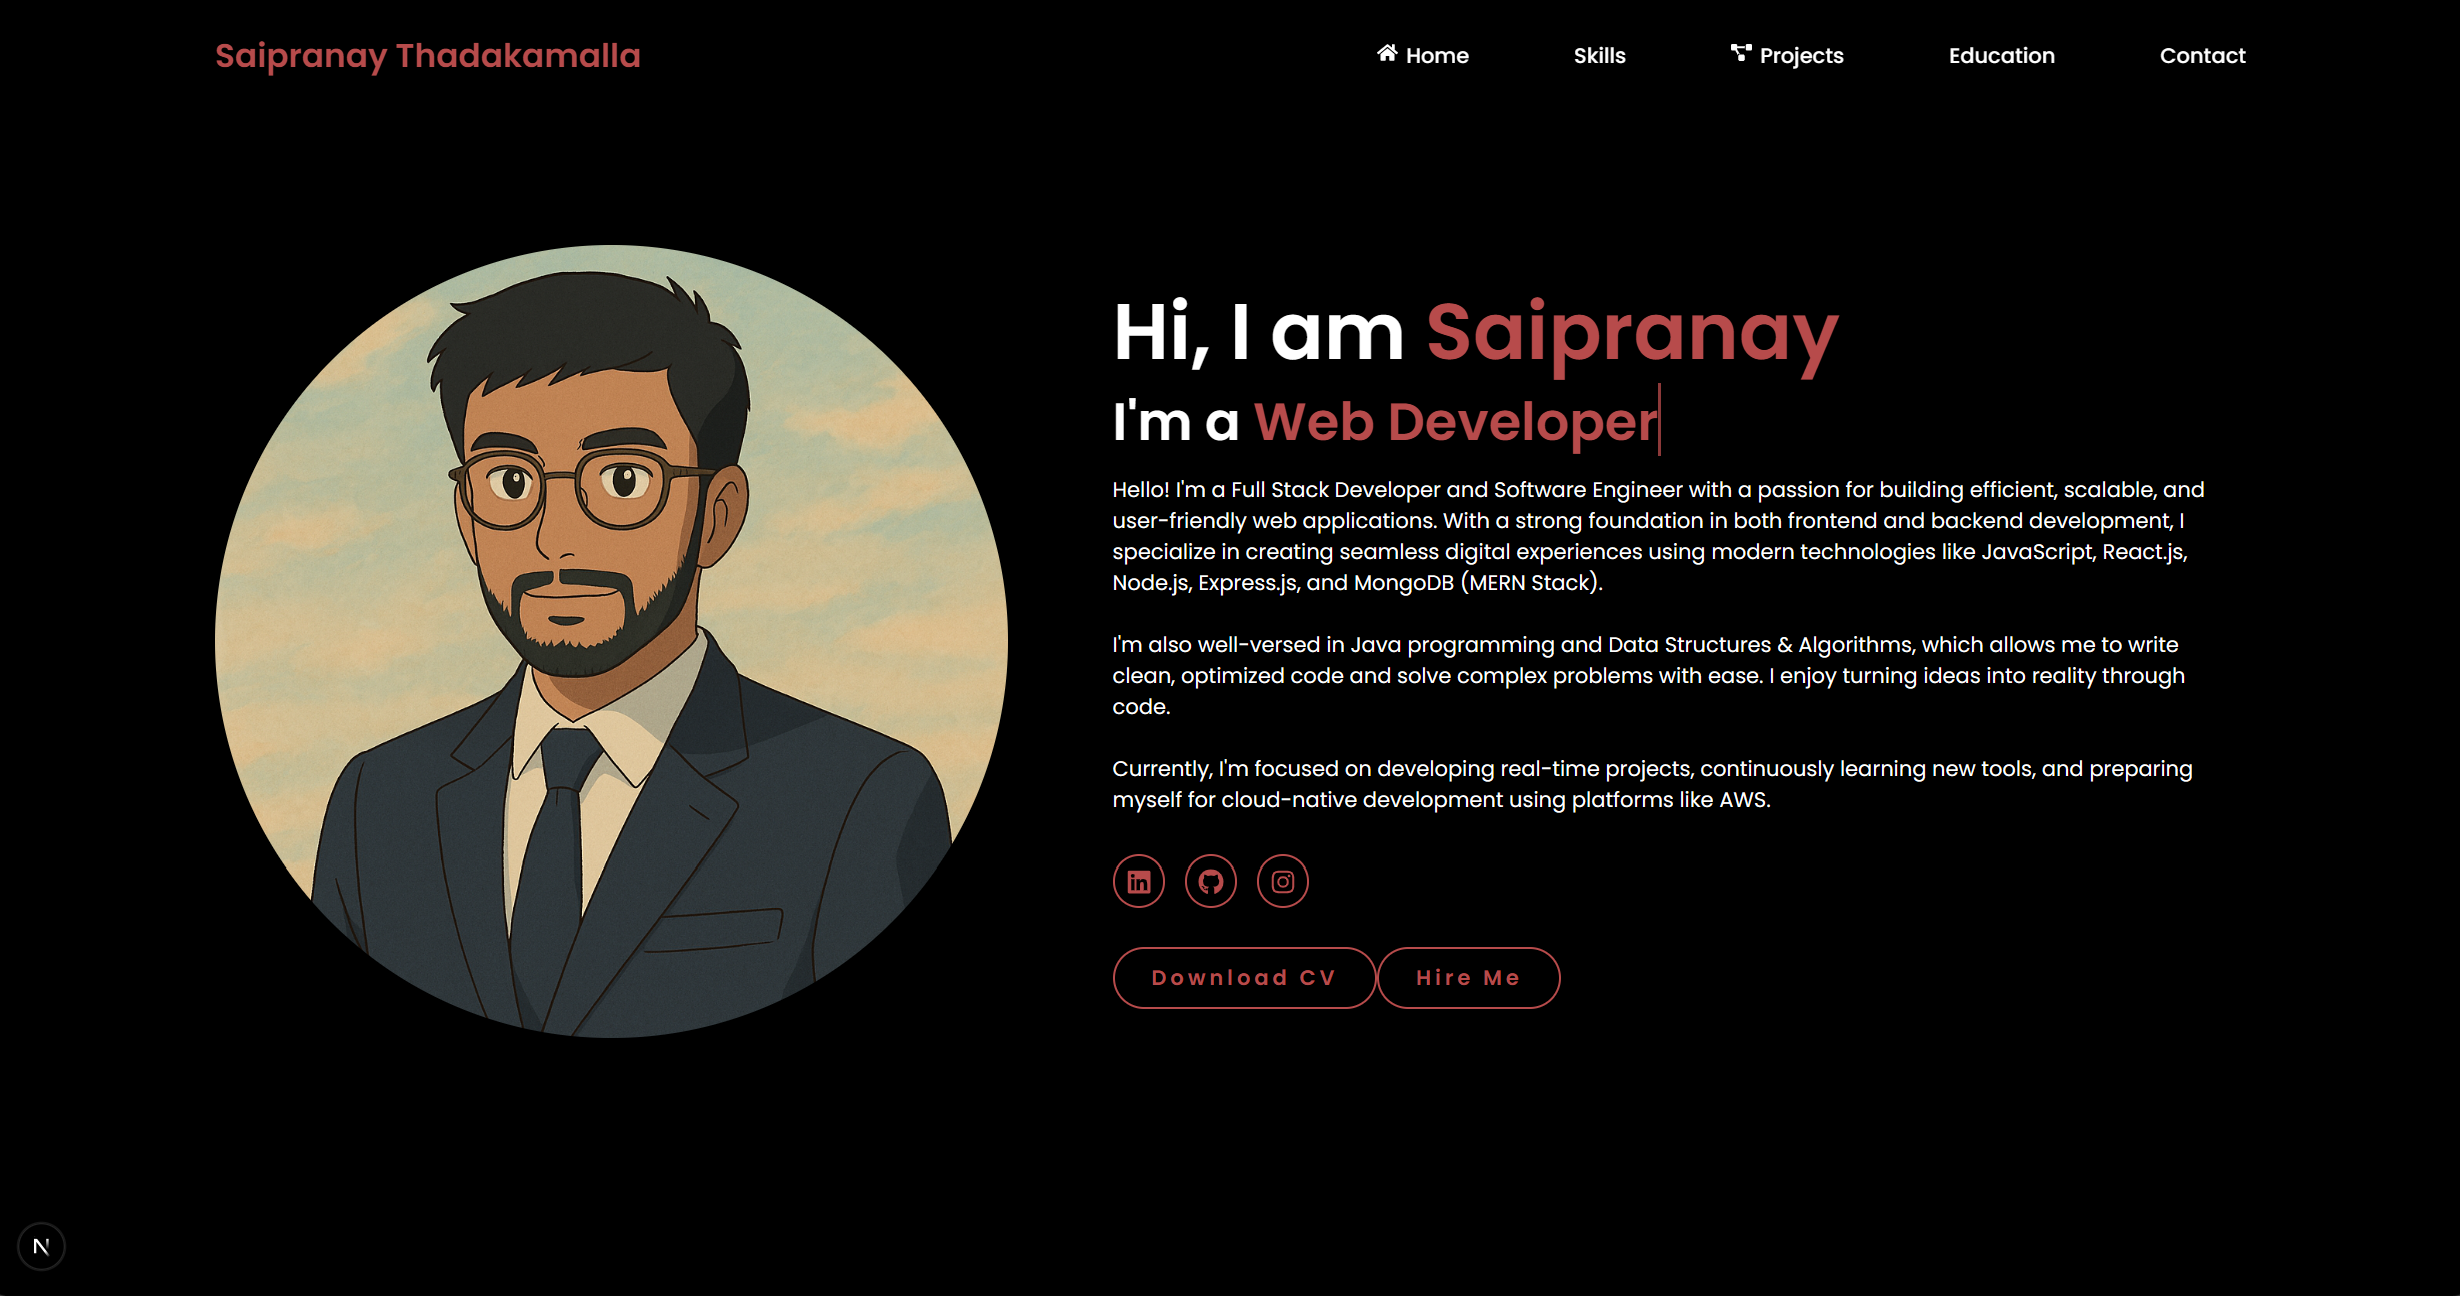 Saipranay Thadakamalla
Home
Skills
Projects
Education
Contact
Hi, I am Saipranay
I'm a Web Developer
Hello! I'm a Full Stack Developer and Software Engineer with a passion for building efficient, scalable, and
user-friendly web applications. With a strong foundation in both frontend and backend development, I
specialize in creating seamless digital experiences using modern technologies like JavaScript, React.js,
Node.js, Express.js, and MongoDB (MERN Stack).
I'm also well-versed in Java programming and Data Structures & Algorithms, which allows me to write
clean, optimized code and solve complex problems with ease. I enjoy turning ideas into reality through
code.
Currently, I'm focused on developing real-time projects, continuously learning new tools, and preparing
myself for cloud-native development using platforms like AWS.
in
Download CV
Hire Me
N